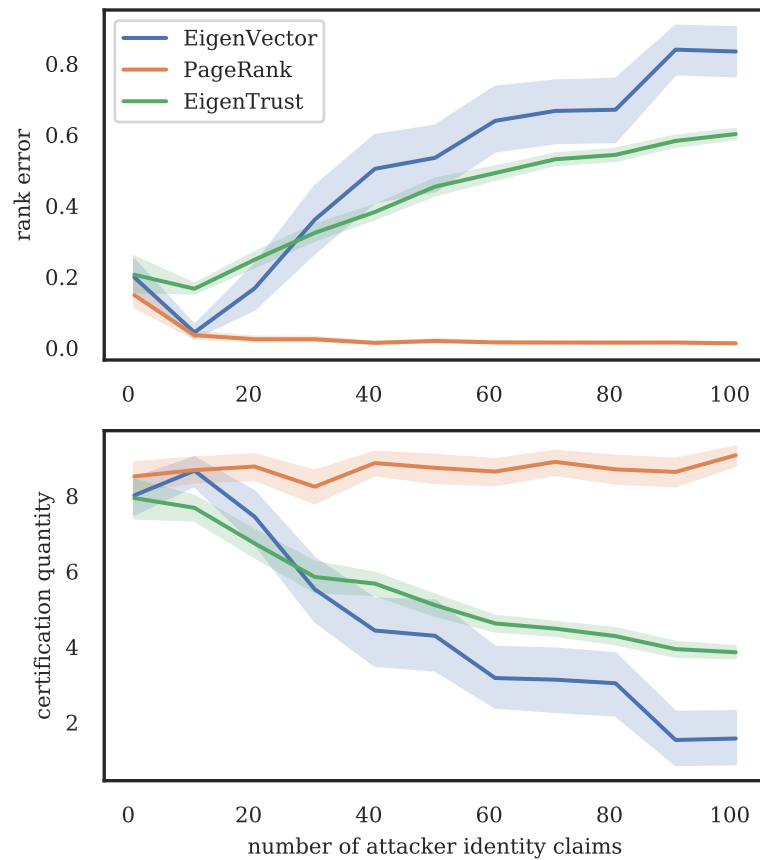 EigenVector
PageRank
EigenTrust
rank error
0.8
0.6
0.4
0.2
0.0
0 20 40 60 80 100
certification quantity
8
6
4
2
0 20 40 60 80 100
number of attacker identity claims